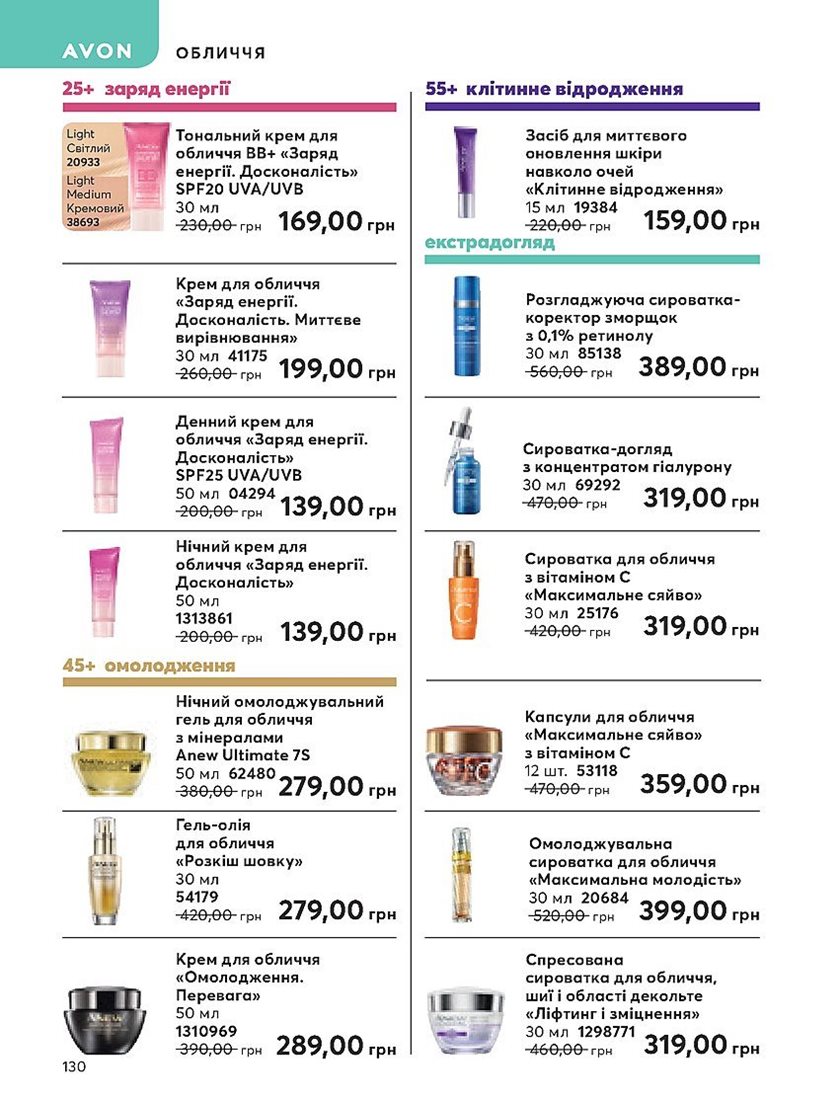 AVON
ОБЛИЧЧЯ
25+ заряд енергії
Light
Світлий
20933
Light
Medium
Кремовий
38693
Тональний крем для
обличчя BB+ «Заряд
енергії. Досконалість»
SPF20 UVA/UVB
30 мл
230,00 грн 169,00 грн
Крем для обличчя
«Заряд енергії.
Досконалість. Миттєве
вирівнювання»
30 мл 41175
260,00 грн 199,00 грн
Денний крем для
обличчя «Заряд енергії.
Досконалість»
SPF25 UVA/UVB
50 мл 04294
200,00 грн 139,00 грн
Нічний крем для
обличчя «Заряд енергії.
Досконалість»
50 мл
1313861
200,00 грн 139,00 грн
45+ омолодження
Нічний омолоджувальний
гель для обличчя
з мінералами
Anew Ultimate 7S
50 мл 62480
380,00 грн 279,00 грн
Гель-олія
для обличчя
«Розкіш шовку»
30 мл
54179
420,00 грн 279,00 грн
Крем для обличчя
«Омолодження.
Перевага»
50 мл
1310969
390,00 грн 289,00 грн
55+ клітинне відродження
Засіб для миттєвого
оновлення шкіри
навколо очей
«Клітинне відродження»
15 мл 19384
220,00 грн 159,00 грн
екстрадогляд
Розгладжуюча сироватка-
коректор зморщок
з 0,1% ретинолу
30 мл 85138
560,00 грн 389,00 грн
Сироватка-догляд
з концентратом гіалурону
30 мл 69292
470,00 грн 319,00 грн
Сироватка для обличчя
з вітаміном C
«Максимальне сяйво»
30 мл 25176
420,00 грн 319,00 грн
Капсули для обличчя
«Максимальне сяйво»
з вітаміном C
12 шт. 53118
470,00 грн 359,00 грн
Омолоджувальна
сироватка для обличчя
«Максимальна молодість»
30 мл 20684
520,00 грн 399,00 грн
Спресована
сироватка для обличчя,
шиї і області декольте
«Ліфтинг і зміцнення»
30 мл 1298771
460,00 грн 319,00 грн
130